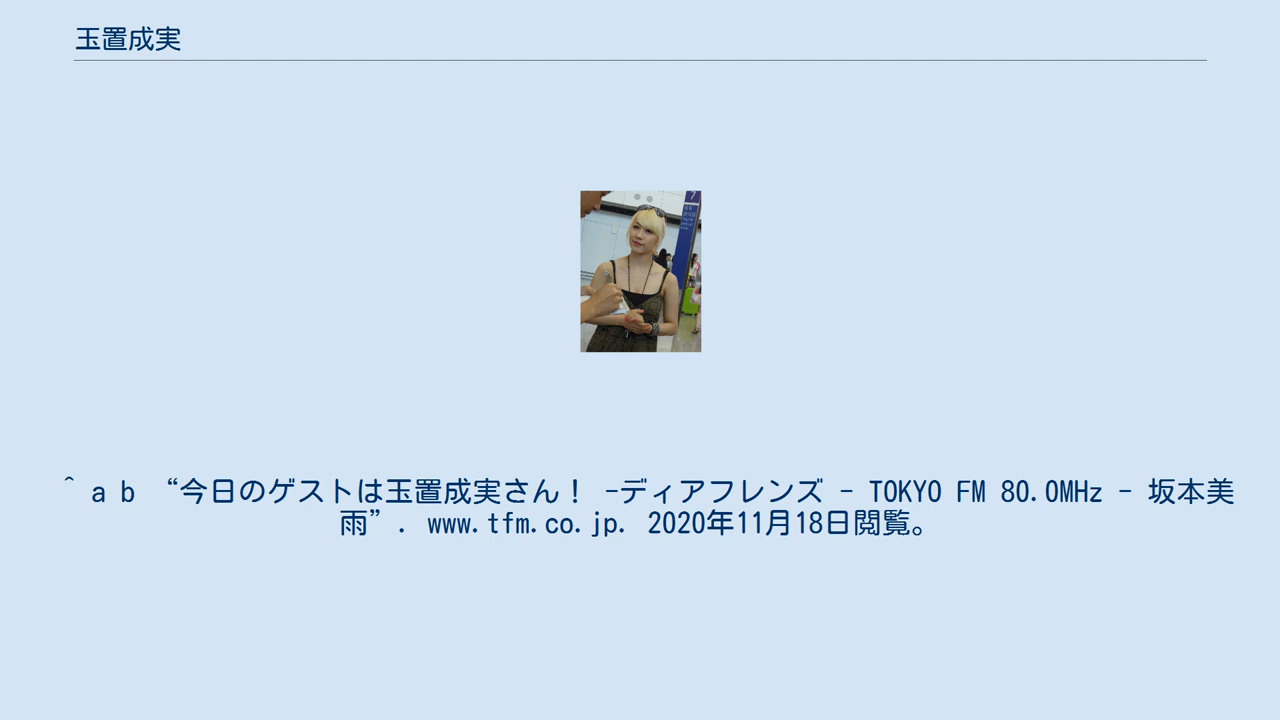 玉置成実
^ a b “今日のゲストは玉置成実さん！ -ディアフレンズ - TOKYO FM 80.0MHz - 坂本美
雨”. www.tfm.co.jp. 2020年11月18日閲覧。